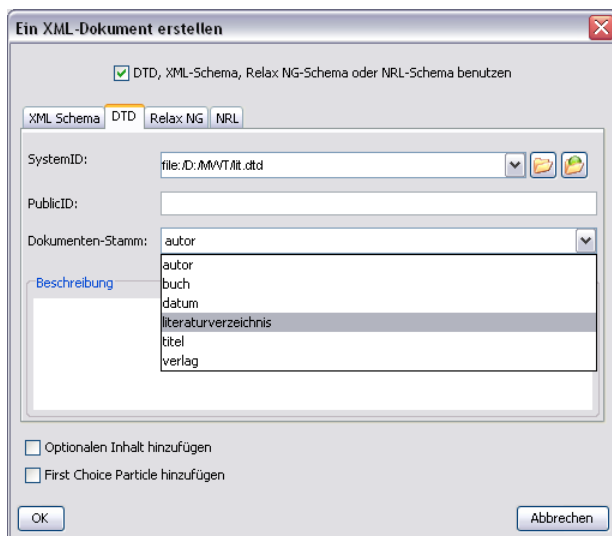 Ein XML-Dokument erstellen
DTD, XML-Schema, Relax NG-Schema oder NRL-Schema benutzen
XML Schema DTD Relax NG NRL
SystemID: file:/D:/MWT/lit.dtd
PublicID:
Dokumenten-Stamm: autor
autor
Beschreibung buch
datum
literaturverzeichnis
titel
verlag
Optionalen Inhalt hinzufügen
First Choice Particle hinzufügen
OK Abbrechen